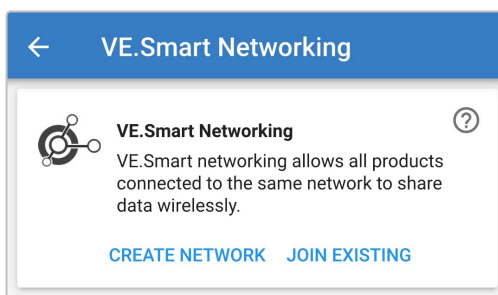 VE.Smart Networking
VE.Smart Networking
VE.Smart networking allows all products
connected to the same network to share
data wirelessly.
CREATE NETWORK JOIN EXISTING